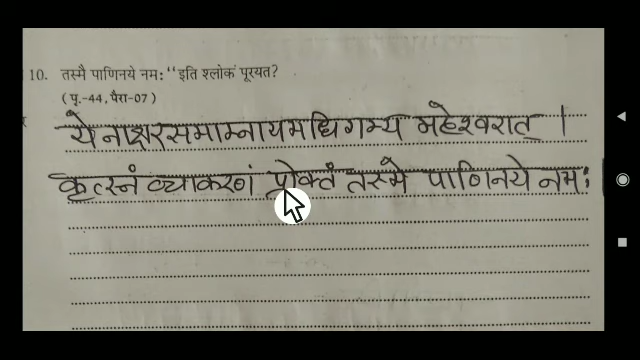 10. तस्मै पाणिनये नम: “इति श्लोकं पूरयत?
(पृ.-44, पैरा-07)
येनाक्षरसमाम्नायमधिगम्य महेश्वरात् |
कृत्स्नं व्याकरणं प्रोक्तं तस्मै पाणिनये नमः